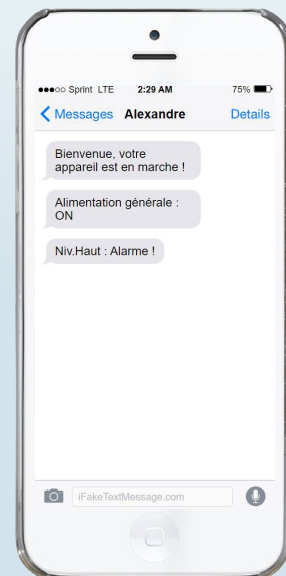 Sprint LTE 2:29 AM 75%
Messages Alexandre Details
Bienvenue, votre
appareil est en marche !
Alimentation générale :
ON
Niv.Haut : Alarme !
iFakeTextMessage.com